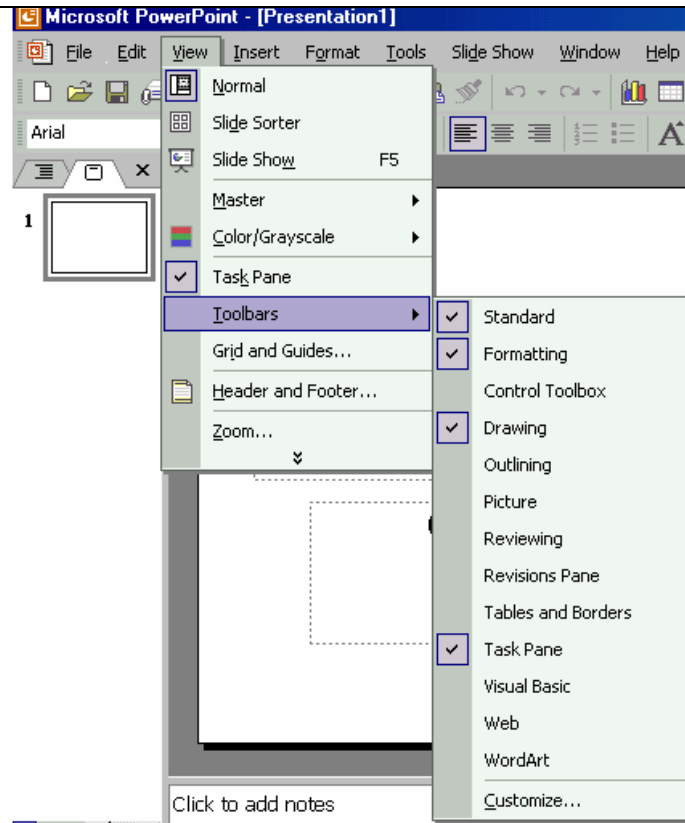 Microsoft PowerPoint - [Presentation1]
File Edit View Insert Format Tools Slide Show Window Help
Arial
Normal
Slide Sorter
Slide Show F5
Master
Color/Grayscale
Task Pane
Toolbars
Grid and Guides...
Header and Footer...
Zoom...
1
Standard
Formatting
Control Toolbox
Drawing
Outlining
Picture
Reviewing
Revisions Pane
Tables and Borders
Task Pane
Visual Basic
Web
WordArt
Customize...
Click to add notes